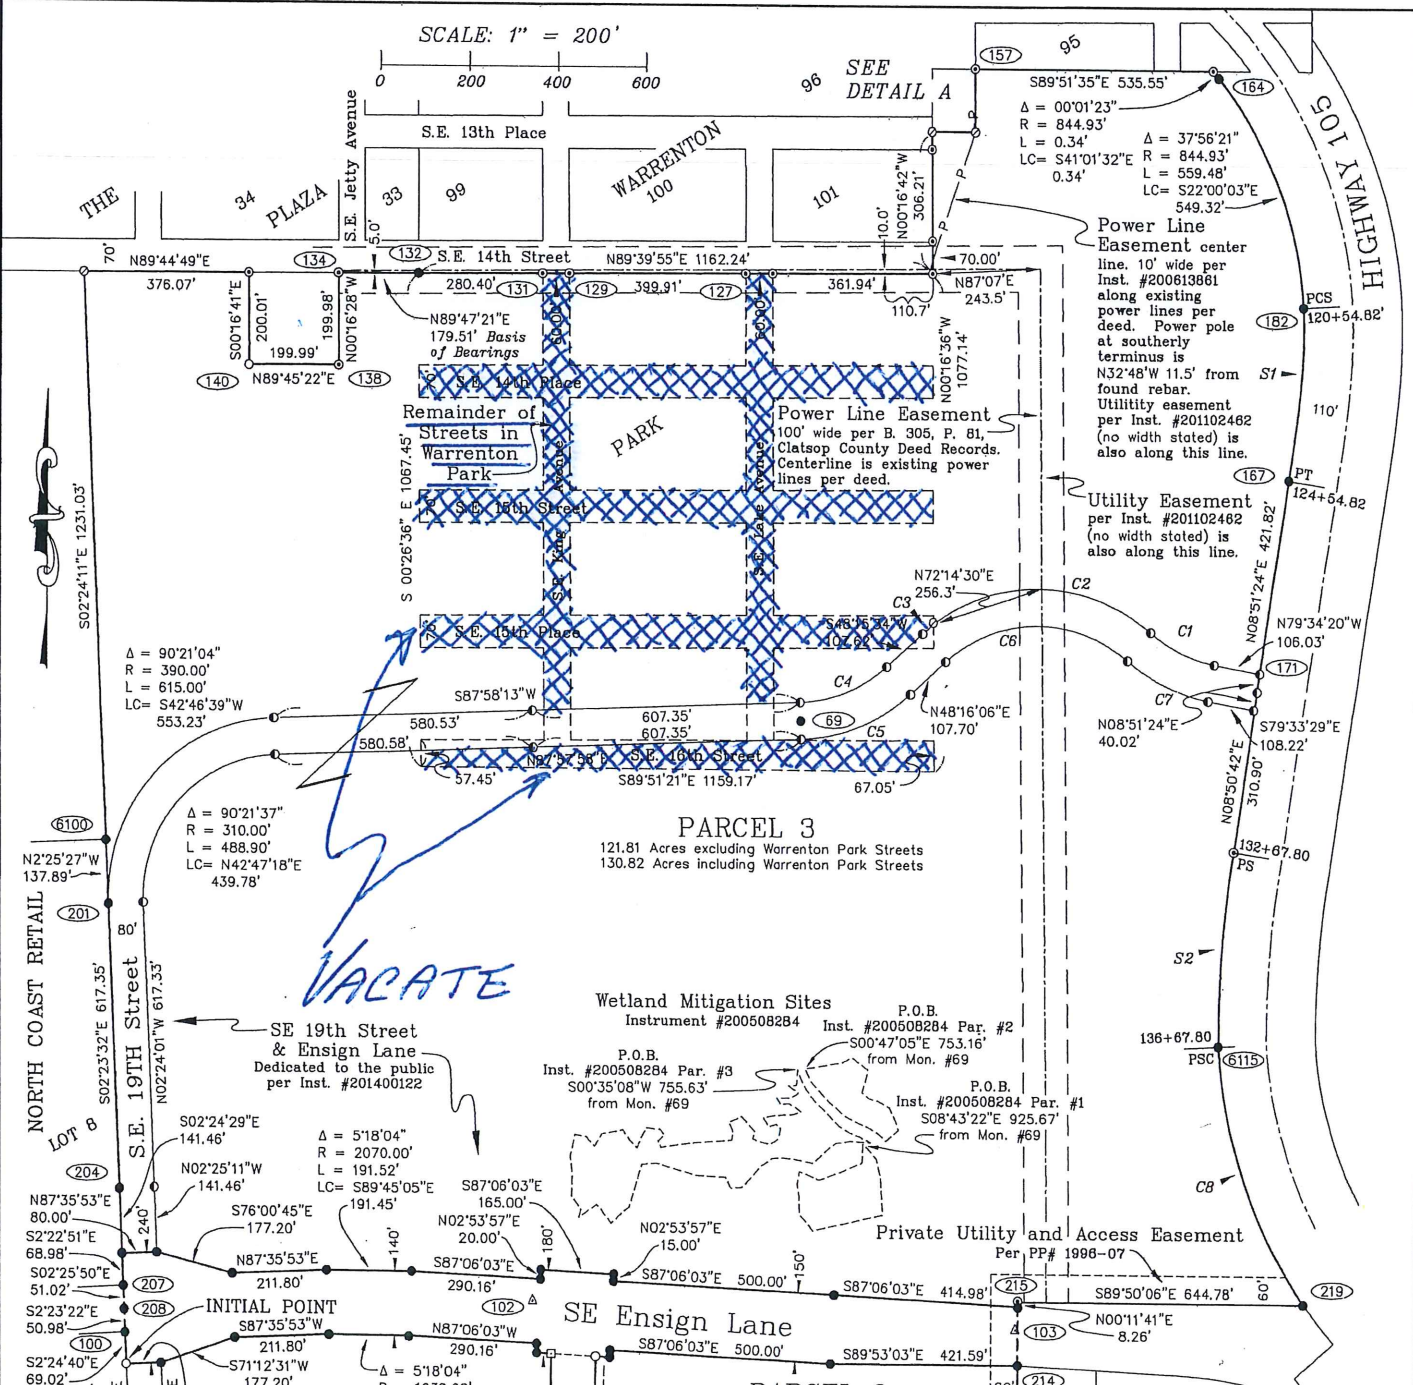 SCALE: 1" = 200'
0 200 400 600
SEE
DETAIL A
96
157
95
S89°51'35"E 535.55'
164
HIGHWAY 105
Δ = 00°01'23"
R = 844.93'
L = 0.34'
LC= S41°01'32"E
0.34'
Δ = 37°56'21"
R = 844.93'
L = 559.48'
LC= S22°00'03"E
549.32'
S.E. Jetty Avenue
S.E. 13th Place
WARRENTON
100
THE
34
PLAZA
33
99
101
N00°16'42"W
306.21'
P
P
P
P
10.0'
5.0'
70'
N89°44'49"E
376.07'
134
132
S.E. 14th Street
N89°39'55"E 1162.24'
70.00'
N87°07'E
243.5'
280.40'
131
129
399.91'
127
361.94'
110.7'
S00°16'41"E
200.01'
199.98'
N00°16'28"W
199.99'
140
N89°45'22"E
138
N89°47'21"E
179.51' Basis
of Bearings
60.00'
60.00'
N00°16'36"W
1077.14'
Power Line
Easement center
line. 10' wide per
Inst. #200613861
along existing
power lines per
deed. Power pole
at southerly
terminus is
N32°48'W 11.5' from
found rebar.
Utilitity easement
per Inst. #201102462
(no width stated) is
also along this line.
182
PCS
120+54.82'
S1
110'
167
PT
124+54.82
70'
S.E. 14th Place
Remainder of
Streets in
Warrenton
Park
PARK
Power Line Easement
100' wide per B. 305, P. 81,
Clatsop County Deed Records.
Centerline is existing power
lines per deed.
S.E. King Avenue
S.E. Lake Avenue
Utility Easement
per Inst. #201102462
(no width stated) is
also along this line.
70'
S.E. 15th Street
S02°24'11"E 1231.03'
S 00°26'36" E 1067.45'
N08°51'24"E 421.82'
N72°14'30"E
256.3'
C2
C3
C1
N79°34'20"W
106.03'
70'
S.E. 15th Place
S48°15'34"W
107.62'
C6
171
Δ = 90°21'04"
R = 390.00'
L = 615.00'
LC= S42°46'39"W
553.23'
S87°58'13"W
580.53'
607.35'
607.35'
C4
69
C5
N48°16'06"E
107.70'
C7
N08°51'24"E
40.02'
S79°33'29"E
108.22'
580.58'
57.45'
N87°57'58"E
S.E. 16th Street
S89°51'21"E 1159.17'
67.05'
N08°50'42"E
310.90'
6100
Δ = 90°21'37"
R = 310.00'
L = 488.90'
LC= N42°47'18"E
439.78'
PARCEL 3
121.81 Acres excluding Warrenton Park Streets
130.82 Acres including Warrenton Park Streets
132+67.80
PS
N2°25'27"W
137.89'
201
80'
NORTH COAST RETAIL
LOT 8
S02°23'32"E 617.35'
S.E. 19TH Street
N02°24'01"W 617.33'
VACATE
S2
SE 19th Street
& Ensign Lane
Dedicated to the public
per Inst. #201400122
Wetland Mitigation Sites
Instrument #200508284
P.O.B.
Inst. #200508284 Par. #2
S00°47'05"E 753.16'
from Mon. #69
P.O.B.
Inst. #200508284 Par. #3
S00°35'08"W 755.63'
from Mon. #69
P.O.B.
Inst. #200508284 Par. #1
S08°43'22"E 925.67'
from Mon. #69
136+67.80
PSC
6115
S02°24'29"E
141.46'
204
N02°25'11"W
141.46'
Δ = 5°18'04"
R = 2070.00'
L = 191.52'
LC= S89°45'05"E
191.45'
C8
N87°35'53"E
80.00'
240'
S76°00'45"E
177.20'
140'
S87°06'03"E
165.00'
N02°53'57"E
20.00'
180'
N02°53'57"E
15.00'
Private Utility and Access Easement
Per PP# 1996-07
S2°22'51"E
68.98'
N87°35'53"E
211.80'
S87°06'03"E
290.16'
S87°06'03"E 500.00'
150'
S87°06'03"E 414.98'
215
S89°50'06"E 644.78'
60'
219
S02°25'50"E
51.02'
207
S2°23'22"E
50.98'
208
INITIAL POINT
102
SE Ensign Lane
N00°11'41"E
8.26'
103
100
S87°35'53"W
211.80'
N87°06'03"W
290.16'
S87°06'03"E 500.00'
S89°53'03"E 421.59'
S2°24'40"E
69.02'
S71°12'31"W
177.20'
Δ = 5°18'04"
214